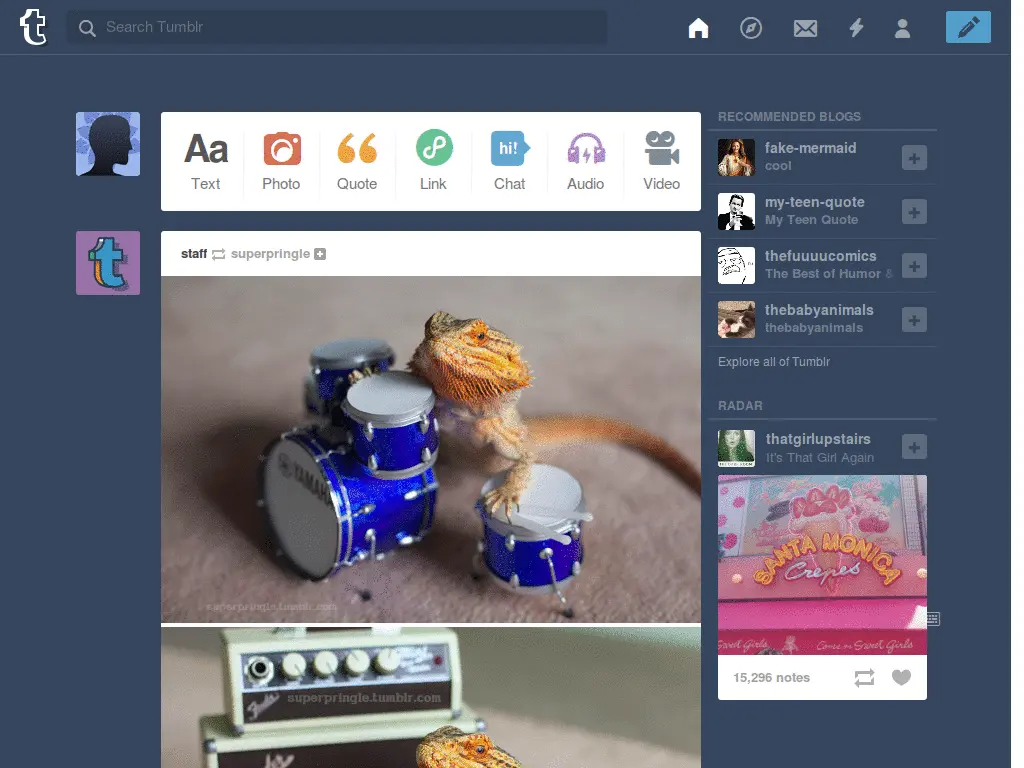 Search Tumblr
Aa
hi!
Text
Photo
Quote
Link
Chat
Audio
Video
staff superpringle
YAMAHA
superpringle.tumblr.com
superpringle.tumblr.com
Fender
RECOMMENDED BLOGS
fake-mermaid
cool
my-teen-quote
My Teen Quote
thefuuuucomics
The Best of Humor &
thebabyanimals
thebabyanimals
Explore all of Tumblr
RADAR
thatgirlupstairs
It's That Girl Again
SANTA MONICA
Crepes
Sweet Girls
Sweet Girls
15,296 notes